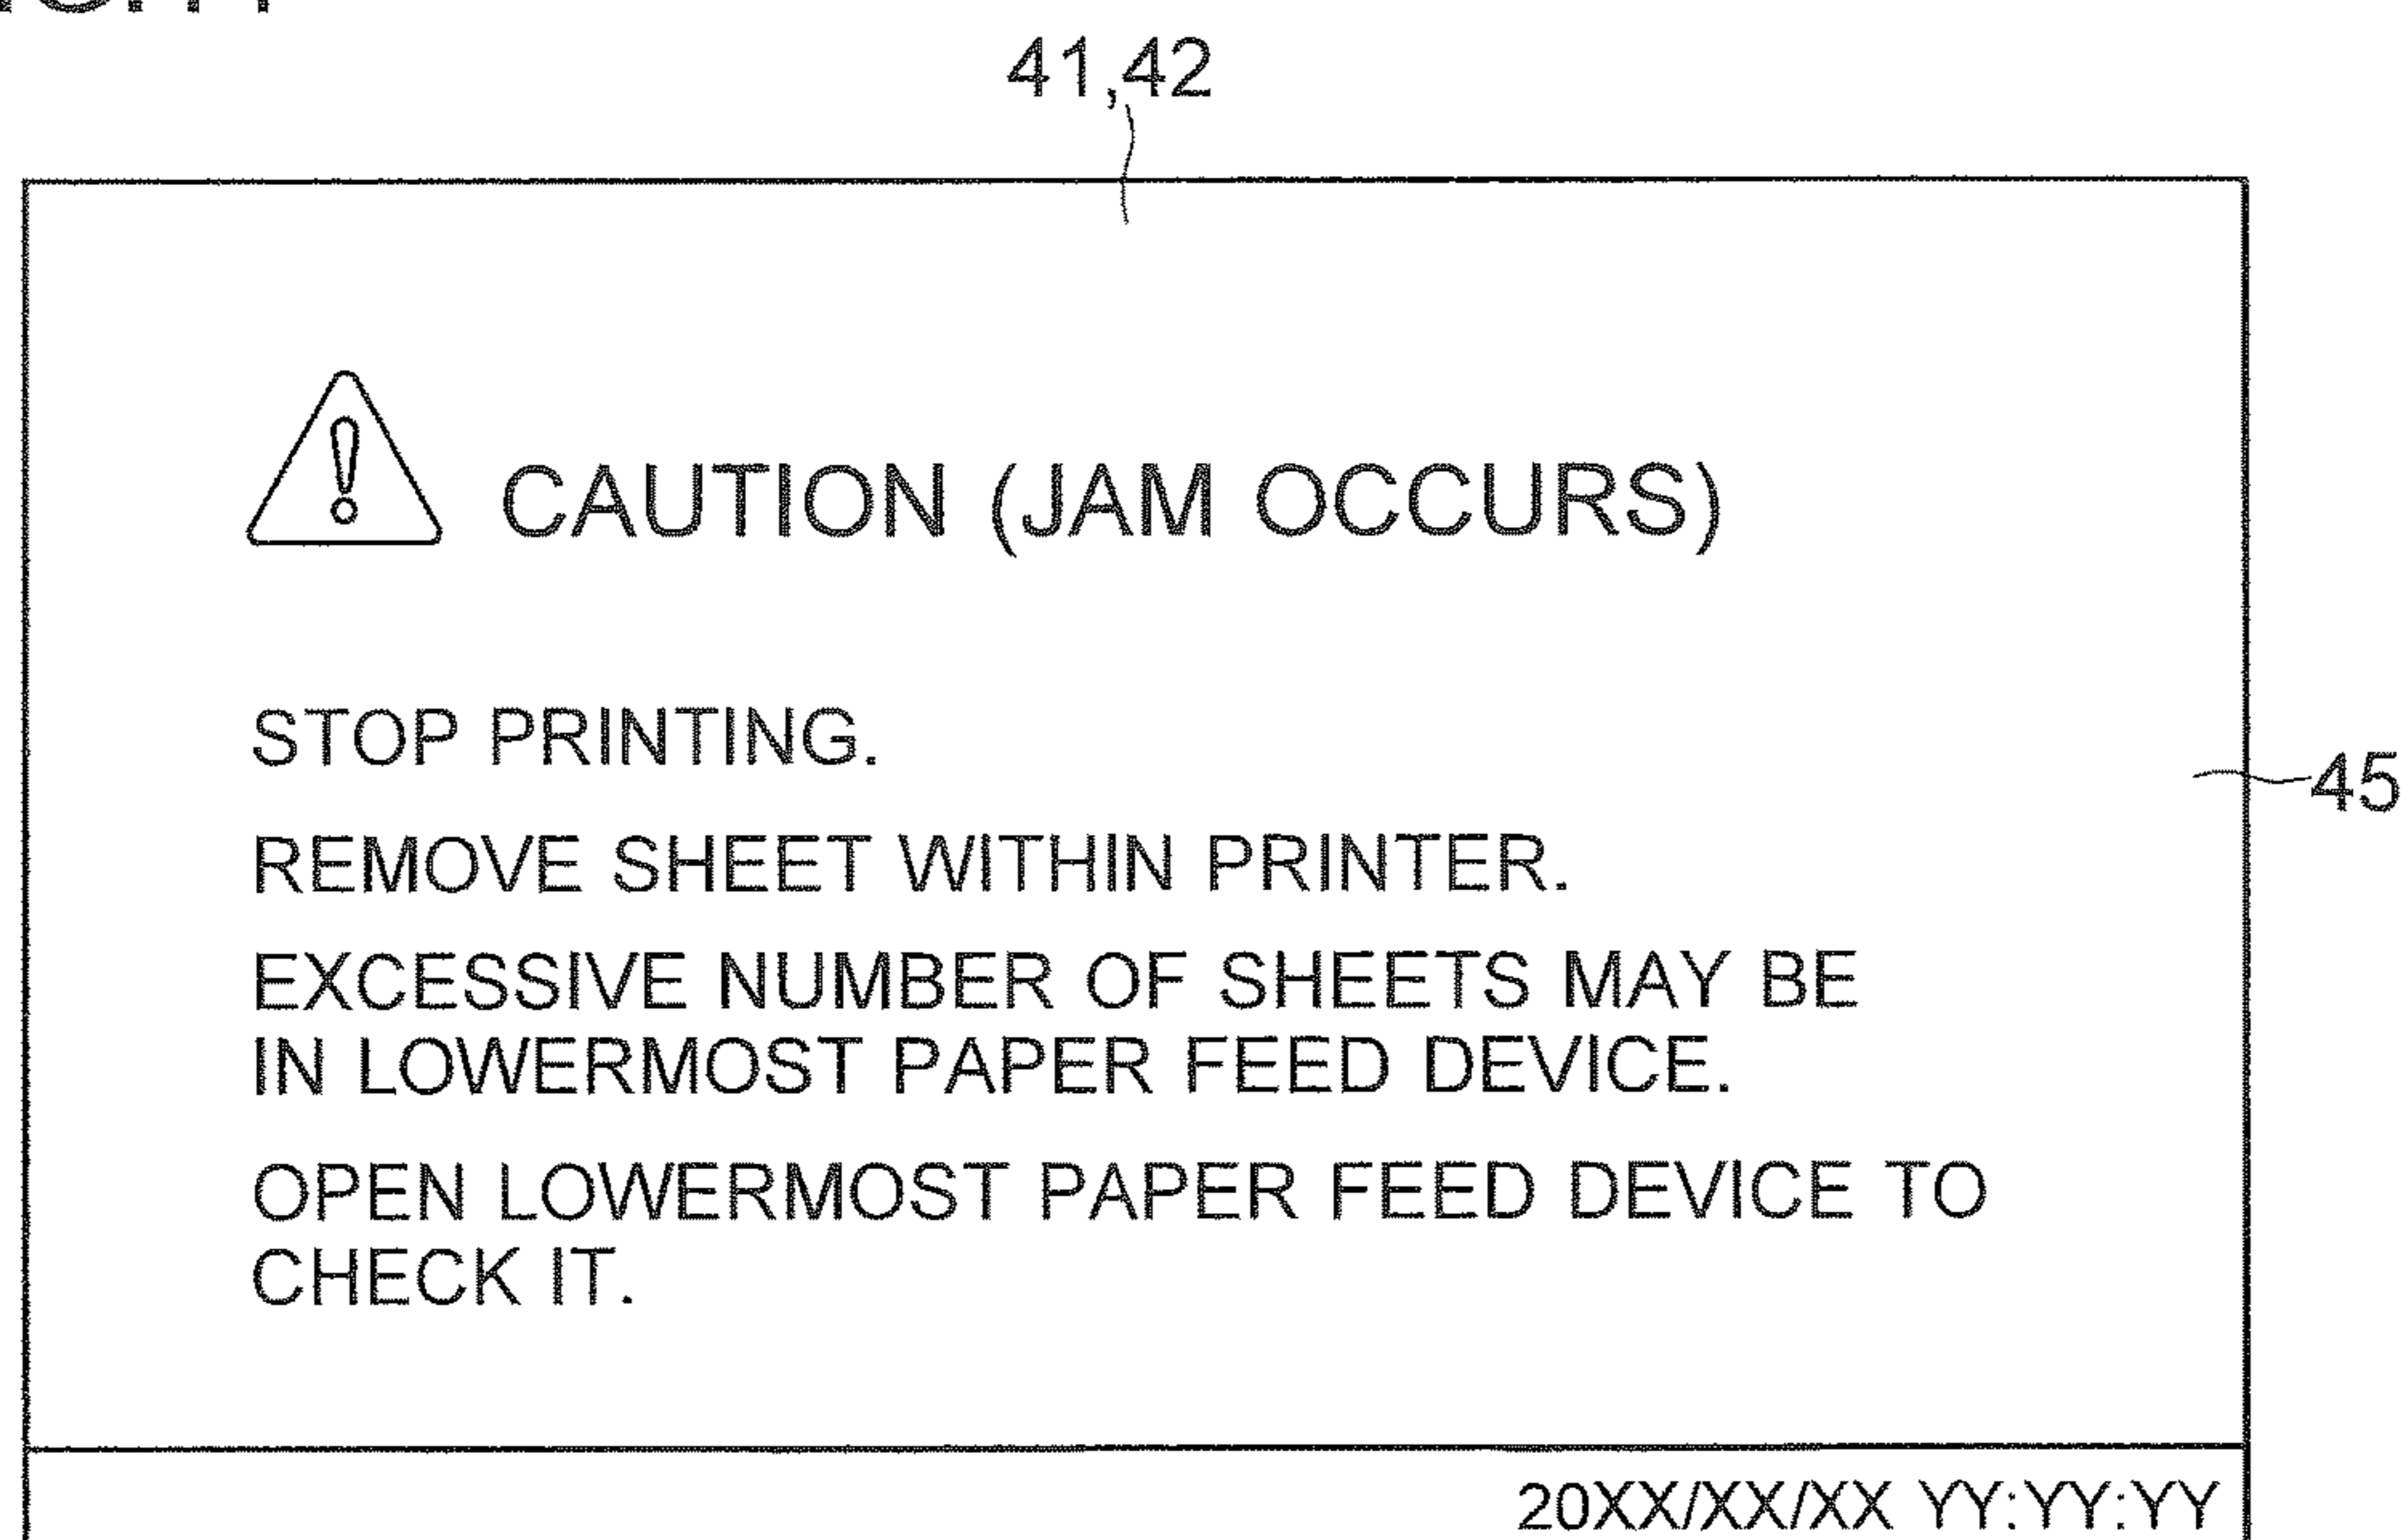 41,42
CAUTION (JAM OCCURS)
STOP PRINTING.
45
REMOVE SHEET WITHIN PRINTER.
EXCESSIVE NUMBER OF SHEETS MAY BE
IN LOWERMOST PAPER FEED DEVICE.
OPEN LOWERMOST PAPER FEED DEVICE TO
CHECK IT.
20XX/XX/XX YY:YY:YY